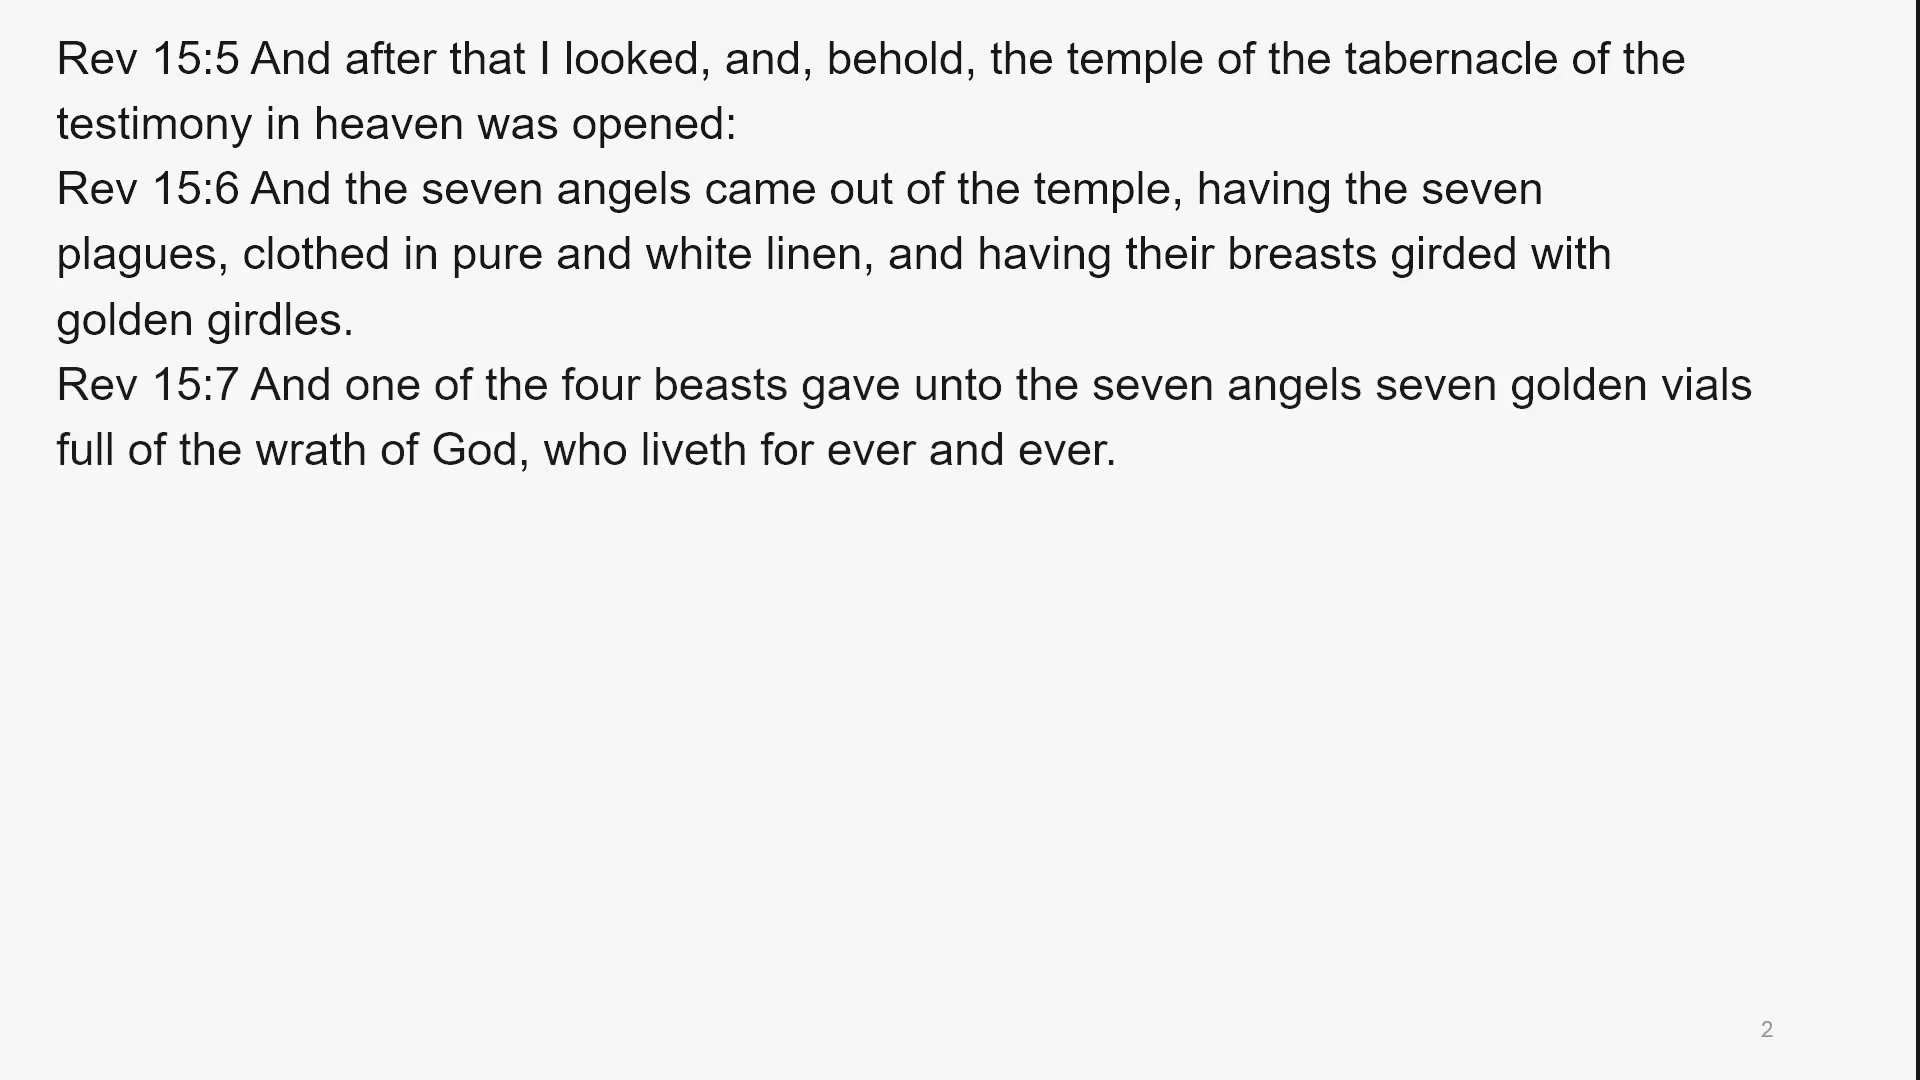 Rev 15:5 And after that I looked, and, behold, the temple of the tabernacle of the
testimony in heaven was opened:
Rev 15:6 And the seven angels came out of the temple, having the seven
plagues, clothed in pure and white linen, and having their breasts girded with
golden girdles.
Rev 15:7 And one of the four beasts gave unto the seven angels seven golden vials
full of the wrath of God, who liveth for ever and ever.
2